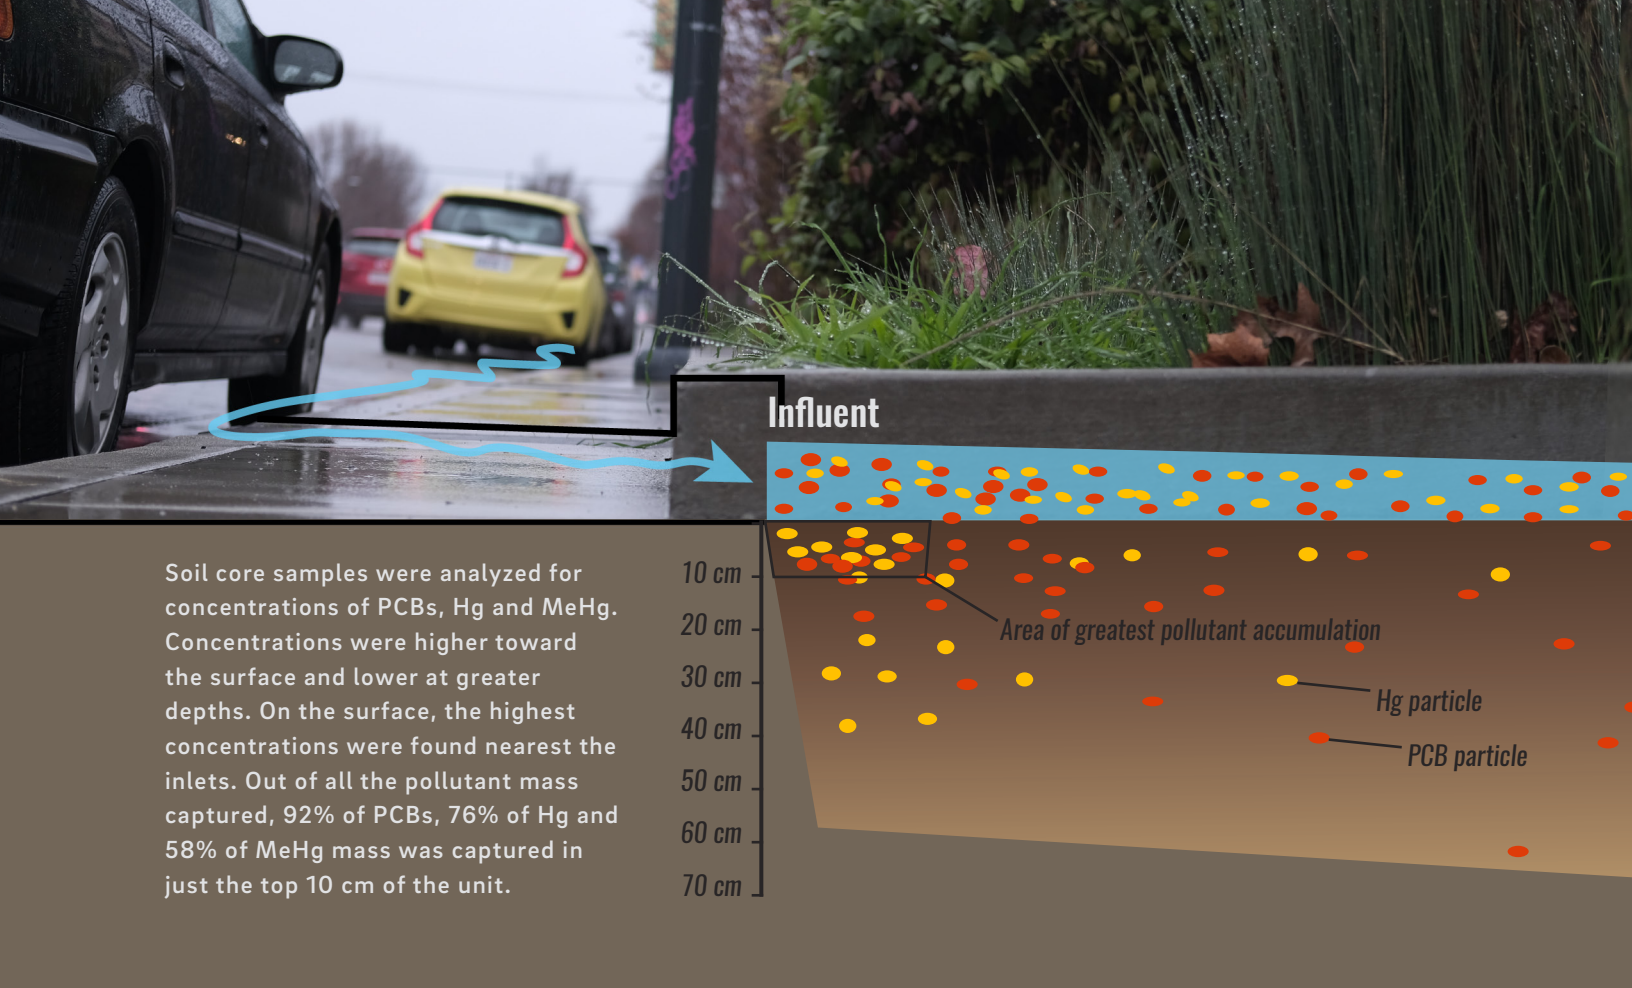 Influent
Soil core samples were analyzed for
concentrations of PCBs, Hg and MeHg.
Concentrations were higher toward
the surface and lower at greater
depths. On the surface, the highest
concentrations were found nearest the
inlets. Out of all the pollutant mass
captured, 92% of PCBs, 76% of Hg and
58% of MeHg mass was captured in
just the top 10 cm of the unit.
10 cm
20 cm
30 cm
40 cm
50 cm
60 cm
70 cm
Area of greatest pollutant accumulation
Hg particle
PCB particle